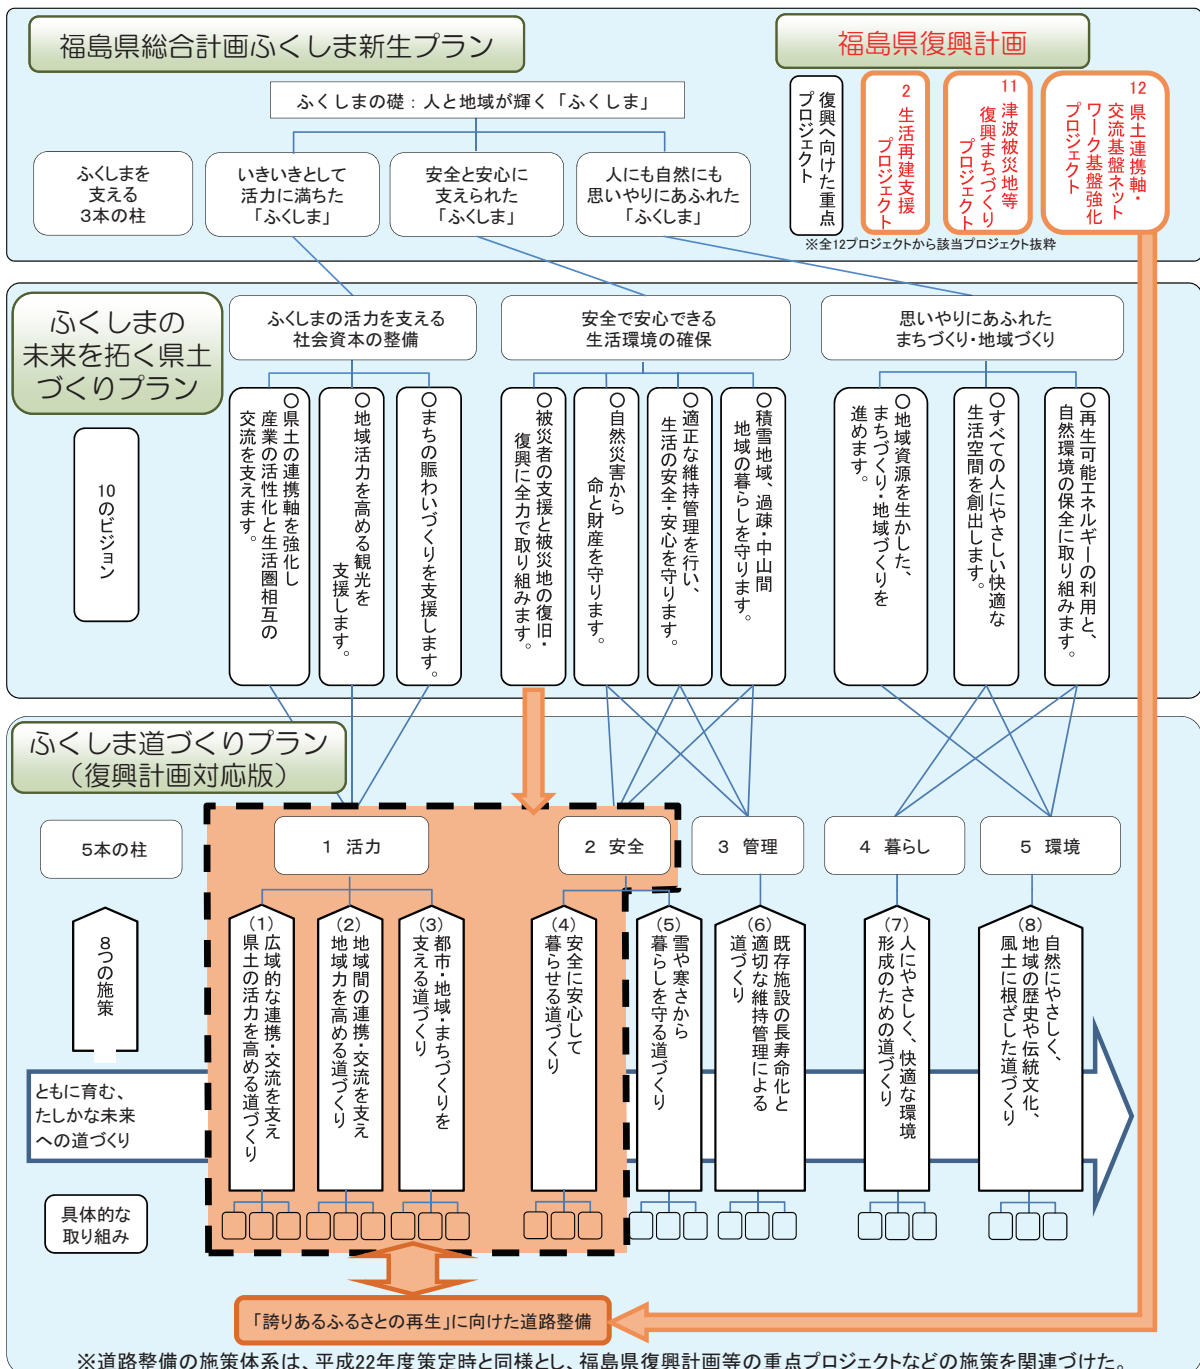 福島県総合計画ふくしま新生プラン
福島県復興計画
ふくしまの礎：人と地域が輝く「ふくしま」
ふくしまを
支える
3本の柱
いきいきとして
活力に満ちた
「ふくしま」
安全と安心に
支えられた
「ふくしま」
人にも自然にも
思いやりにあふれた
「ふくしま」
復興へ向けた重点
プロジェクト
2 生活再建支援
プロジェクト
11 津波被災地等
復興まちづくり
プロジェクト
12 県土連携軸・
交流基盤ネット
ワーク基盤強化
プロジェクト
※全12プロジェクトから該当プロジェクト抜粋
ふくしまの
未来を拓く県土
づくりプラン
ふくしまの活力を支える
社会資本の整備
安全で安心できる
生活環境の確保
思いやりにあふれた
まちづくり・地域づくり
10のビジョン
○県土の連携軸を強化し
産業の活性化と生活圏相互の
交流を支えます。
○地域活力を高める観光を
支援します。
○まちの賑わいづくりを支援します。
○被災者の支援と被災地の復旧・
復興に全力で取り組みます。
○自然災害から
命と財産を守ります。
○適正な維持管理を行い、
生活の安全・安心を守ります。
○積雪地域、過疎・中山間
地域の暮らしを守ります。
○地域資源を生かした、
まちづくり・地域づくりを
進めます。
○すべての人にやさしい快適な
生活空間を創出します。
○再生可能エネルギーの利用と、
自然環境の保全に取り組みます。
ふくしま道づくりプラン
（復興計画対応版）
5本の柱
1 活力
2 安全
3 管理
4 暮らし
5 環境
8つの施策
(1)
広域的な連携・交流を支え
県土の活力を高める道づくり
(2)
地域間の連携・交流を支え
地域力を高める道づくり
(3)
都市・地域・まちづくりを
支える道づくり
(4)
安全に安心して
暮らせる道づくり
(5)
雪や寒さから
暮らしを守る道づくり
(6)
既存施設の長寿命化と
適切な維持管理による
道づくり
(7)
人にやさしく、快適な環境
形成のための道づくり
(8)
自然にやさしく、
地域の歴史や伝統文化、
風土に根ざした道づくり
ともに育む、
たしかな未来
への道づくり
具体的な
取り組み
「誇りあるふるさとの再生」に向けた道路整備
※道路整備の施策体系は、平成22年度策定時と同様とし、福島県復興計画等の重点プロジェクトなどの施策を関連づけた。